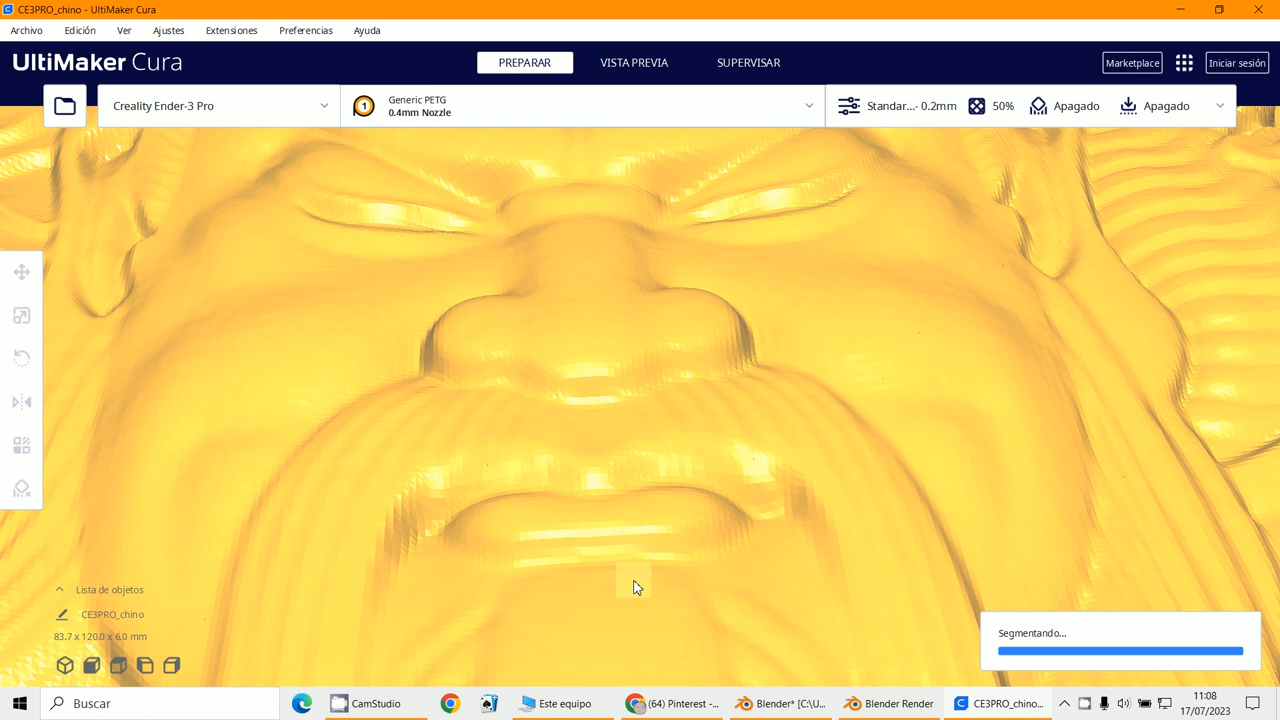 CE3PRO_chino - UltiMaker Cura
Archivo Edición Ver Ajustes Extensiones Preferencias Ayuda
UltiMaker Cura PREPARAR VISTA PREVIA SUPERVISAR Marketplace Iniciar sesión
Creality Ender-3 Pro
1
Generic PETG
0.4mm Nozzle
Standar...- 0.2mm 50% Apagado Apagado
Lista de objetos
CE3PRO_chino
83.7 x 120.0 x 6.0 mm
Segmentando...
Buscar CamStudio Este equipo (64) Pinterest -... Blender* [C:\U... Blender Render CE3PRO_chino...
11:08
17/07/2023